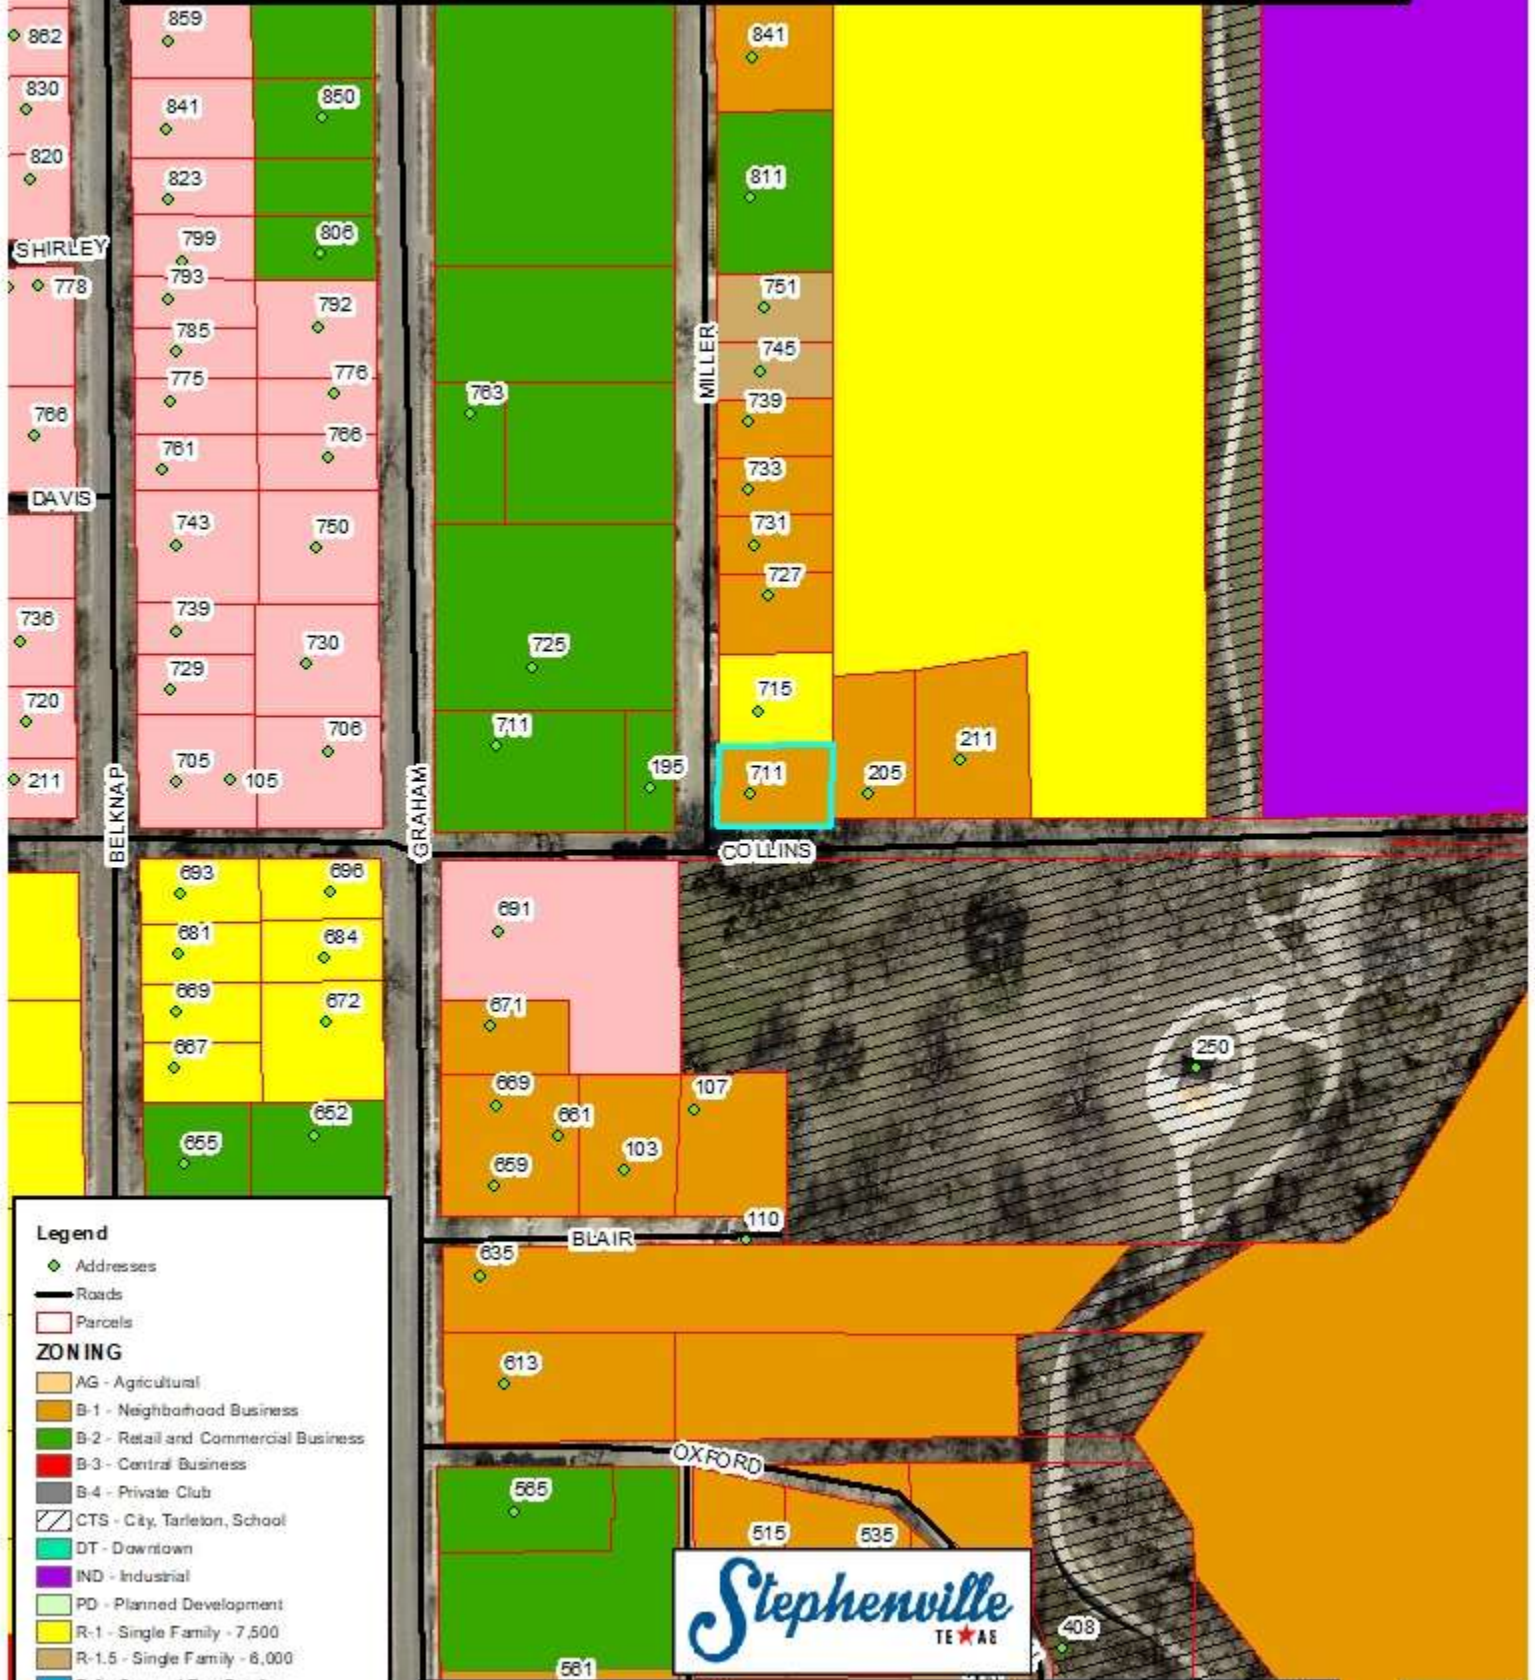 859
862
841
830
841
850
820
811
823
799
806
SHIRLEY
793
778
751
792
785
745
MILLER
776
775
763
739
766
766
761
733
DAVIS
743
750
731
727
739
736
730
725
729
715
720
711
706
211
705
105
195
711
205
211
BELKNAP
GRAHAM
COLLINS
693
696
691
681
684
669
672
671
667
250
669
107
661
652
655
103
659
110
BLAIR
635
613
OXFORD
565
515
535
561
408
Legend
Addresses
Roads
Parcels
ZONING
AG - Agricultural
B-1 - Neighborhood Business
B-2 - Retail and Commercial Business
B-3 - Central Business
B-4 - Private Club
CTS - City, Tarleton, School
DT - Downtown
IND - Industrial
PD - Planned Development
R-1 - Single Family - 7,500
R-1.5 - Single Family - 6,000
Stephenville
TEXAS